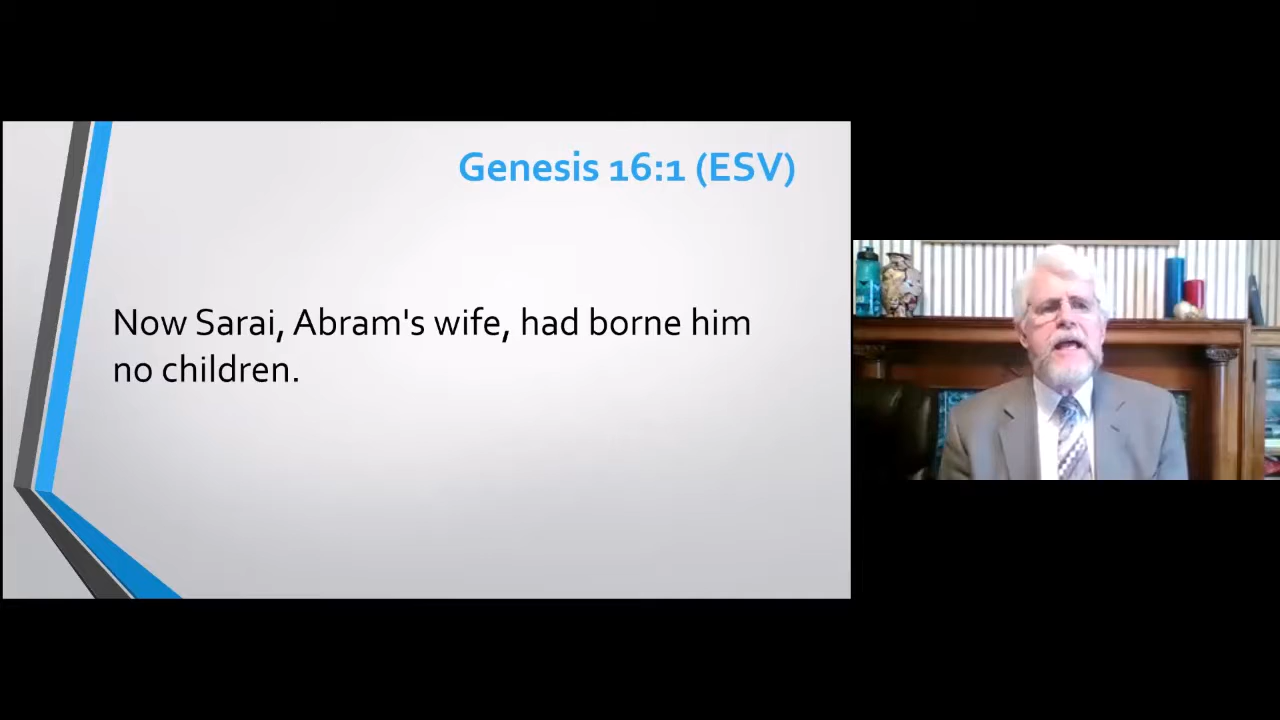 Genesis 16:1 (ESV)
Now Sarai, Abram's wife, had borne him
no children.